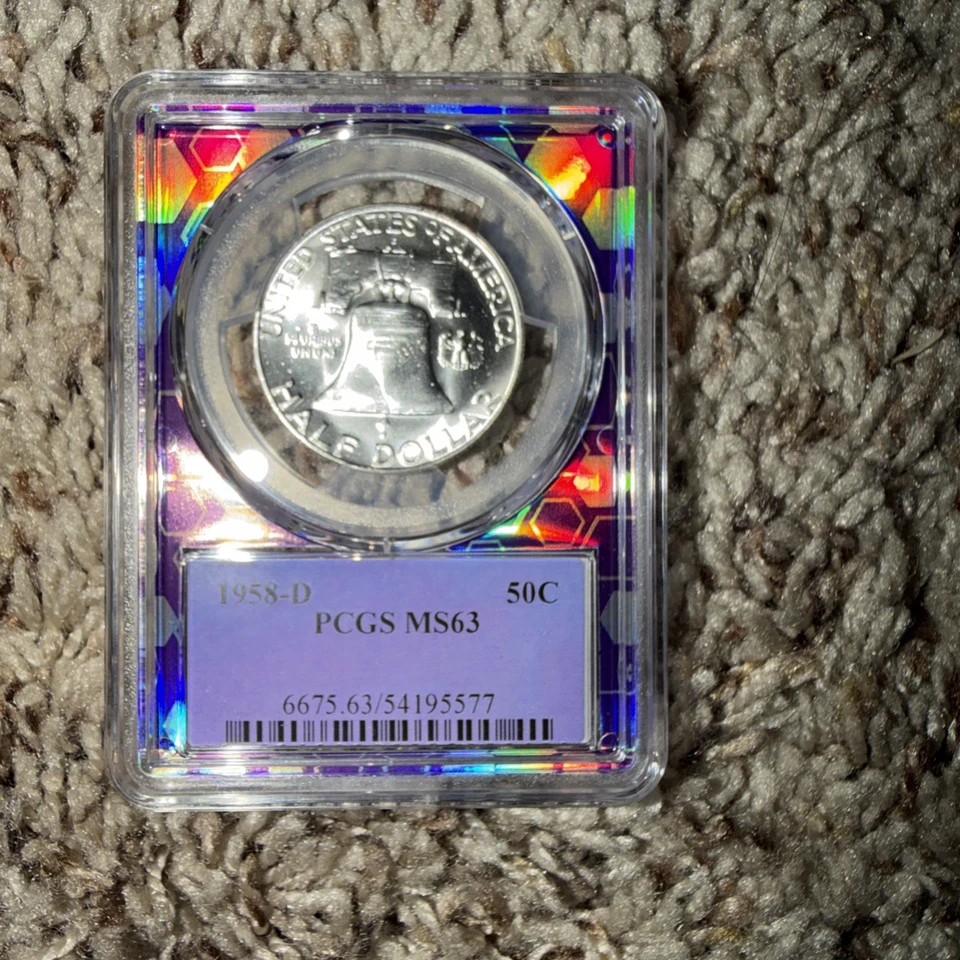 UNITED STATES OF AMERICA
PLURIBUS
UNUM
HALF DOLLAR
1958-D 50C
PCGS MS63
6675.63/54195577